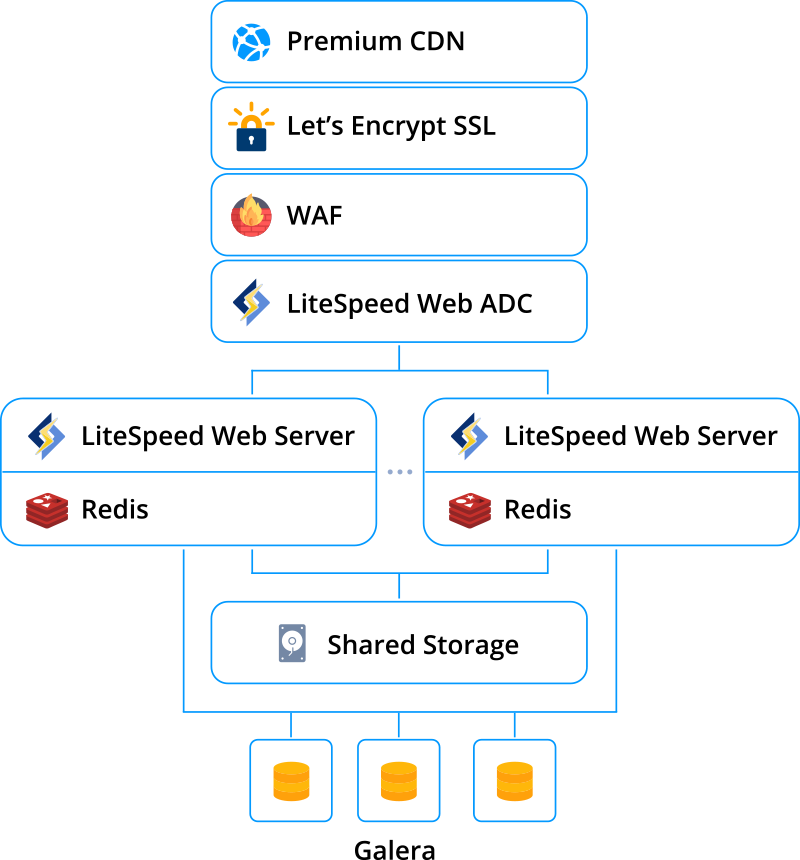 Premium CDN
Let’s Encrypt SSL
WAF
LiteSpeed Web ADC
LiteSpeed Web Server
LiteSpeed Web Server
Redis
Redis
Shared Storage
Galera